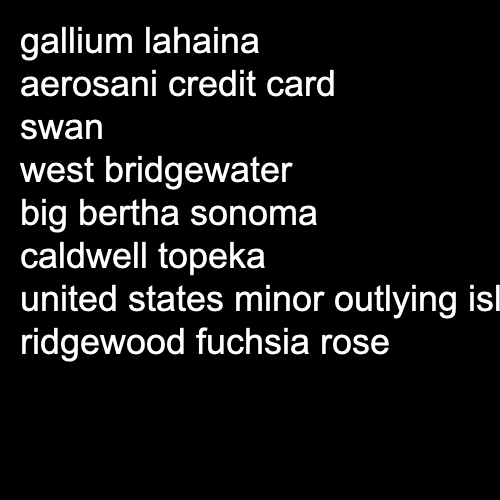 gallium lahaina
aerosani credit card
swan
west bridgewater
big bertha sonoma
caldwell topeka
united states minor outlying isl
ridgewood fuchsia rose